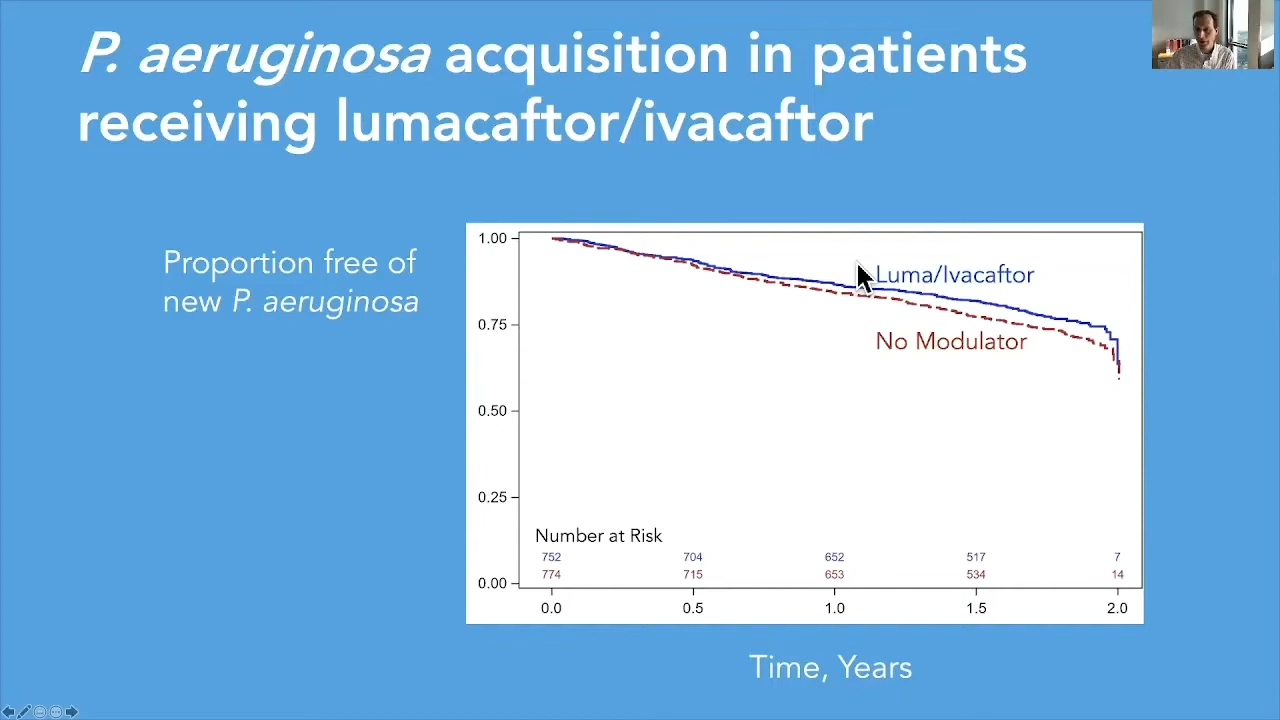 P. aeruginosa acquisition in patients
receiving lumacaftor/ivacaftor
Proportion free of
new P. aeruginosa
1.00
0.75
0.50
0.25
0.00
Luma/Ivacaftor
No Modulator
Number at Risk
752 704 652 517 7
774 715 653 534 14
0.0 0.5 1.0 1.5 2.0
Time, Years